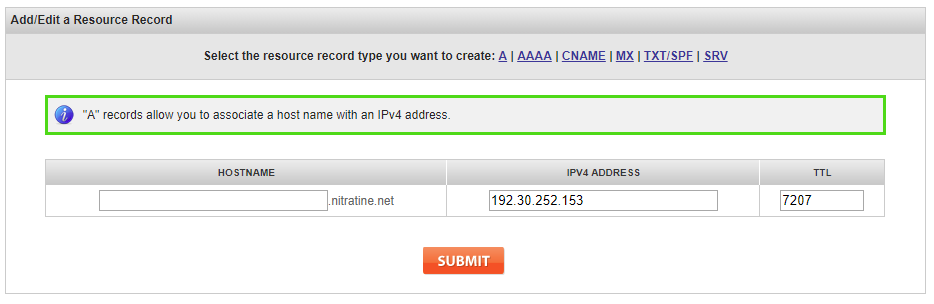 Add/Edit a Resource Record
Select the resource record type you want to create: A | AAAA | CNAME | MX | TXT/SPF | SRV
i "A" records allow you to associate a host name with an IPv4 address.
HOSTNAME IPV4 ADDRESS TTL
.nitratine.net 192.30.252.153 7207
SUBMIT